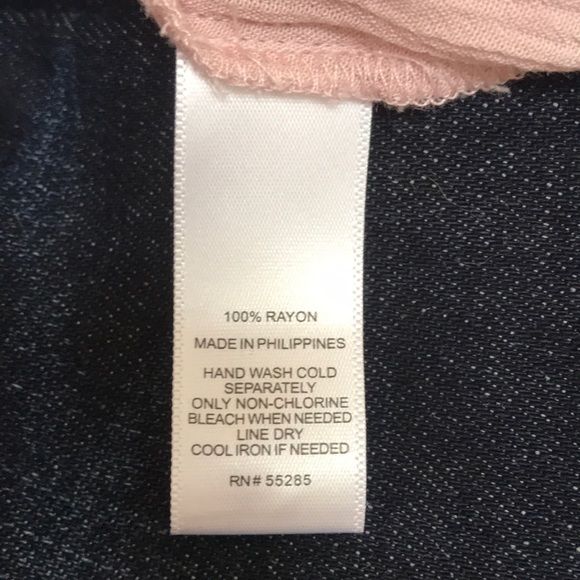 100% RAYON
MADE IN PHILIPPINES
HAND WASH COLD
SEPARATELY
ONLY NON-CHLORINE
BLEACH WHEN NEEDED
LINE DRY
COOL IRON IF NEEDED
RN# 55285